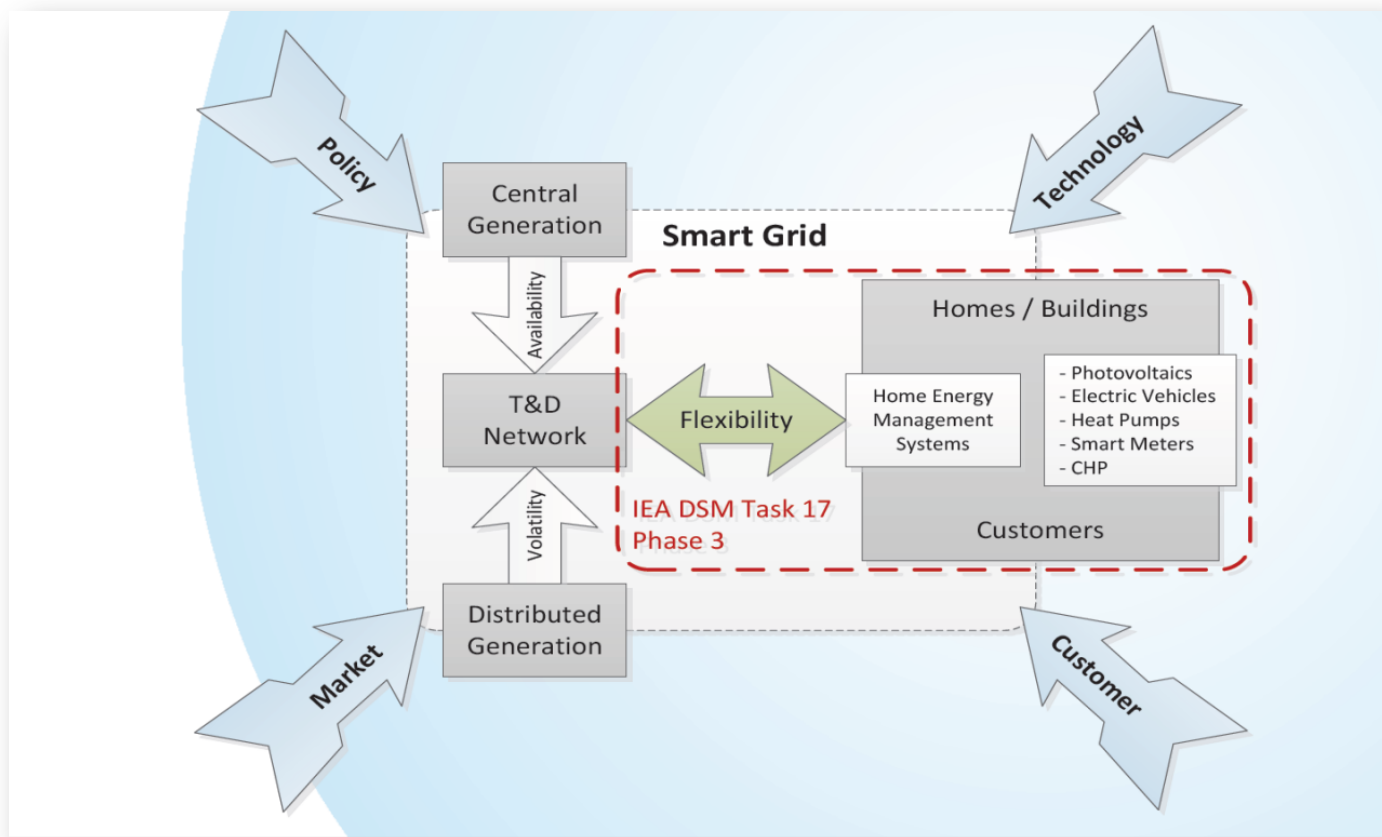 Policy
Technology
Central
Generation
Smart Grid
Availability
Homes / Buildings
T&D
Network
Flexibility
Home Energy
Management
Systems
- Photovoltaics
- Electric Vehicles
- Heat Pumps
- Smart Meters
- CHP
IEA DSM Task 17
Phase 3
Customers
Volatility
Distributed
Generation
Market
Customer